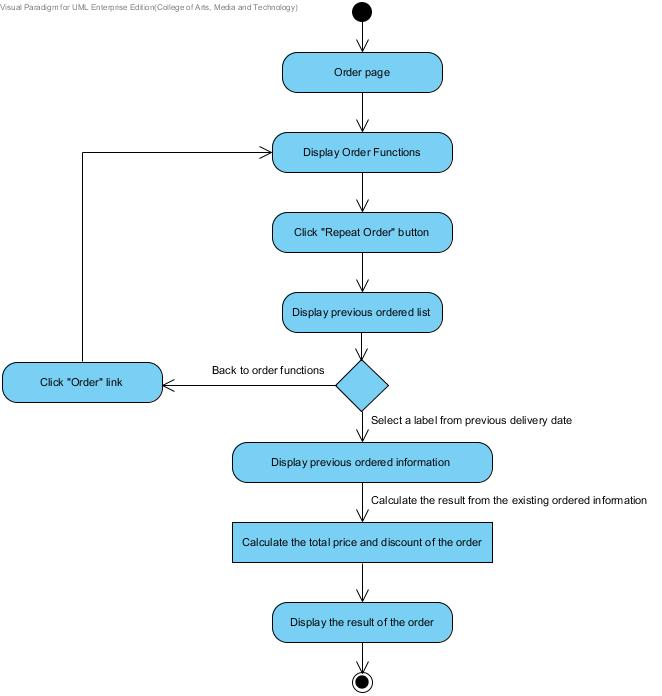 Visual Paradigm for UML Enterprise Edition(College of Arts, Media and Technology)
Order page
Display Order Functions
Click "Repeat Order" button
Display previous ordered list
Back to order functions
Click "Order" link
Select a label from previous delivery date
Display previous ordered information
Calculate the result from the existing ordered information
Calculate the total price and discount of the order
Display the result of the order